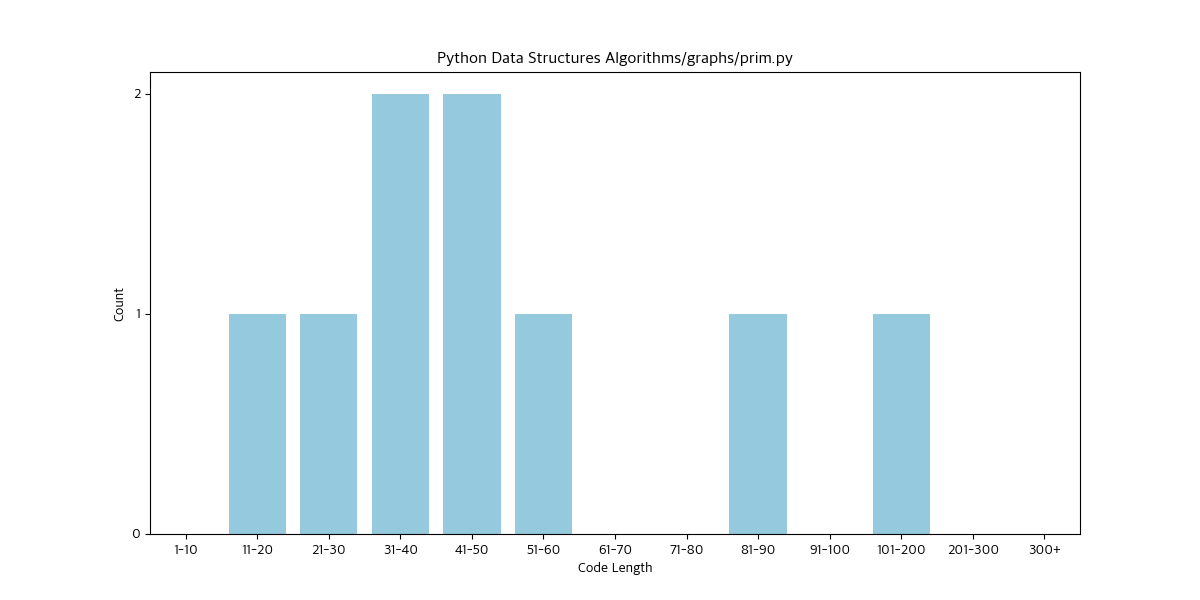 Python Data Structures Algorithms/graphs/prim.py
2
1
0
Count
1-10 11-20 21-30 31-40 41-50 51-60 61-70 71-80 81-90 91-100 101-200 201-300 300+
Code Length